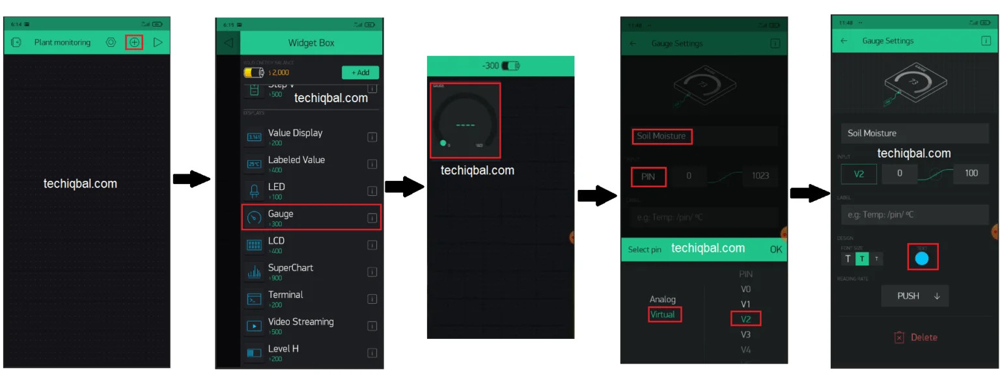 6:14
Plant monitoring
techiqbal.com
6:15
Widget Box
YOUR ENERGY BALANCE
2,000
+ Add
Step V
+500
techiqbal.com
DISPLAYS
3.141
Value Display
+200
25°C
Labeled Value
+400
LED
+100
Gauge
+300
LCD
+400
SuperChart
+900
Terminal
+200
Video Streaming
+500
Level H
+200
-300
GAUGE
----
0
techiqbal.com
11:48
Gauge Settings
GAUGE
73
Soil Moisture
INPUT
PIN
0
1023
LABEL
e.g: Temp: /pin/ ºC
Select pin
techiqbal.com
OK
Analog
Virtual
PIN
V0
V1
V2
V3
V4
11:48
Gauge Settings
GAUGE
73
Soil Moisture
techiqbal.com
INPUT
V2
0
100
LABEL
e.g: Temp: /pin/ ºC
DESIGN
FONT SIZE
TEXT
T T T
READING RATE
PUSH
Delete